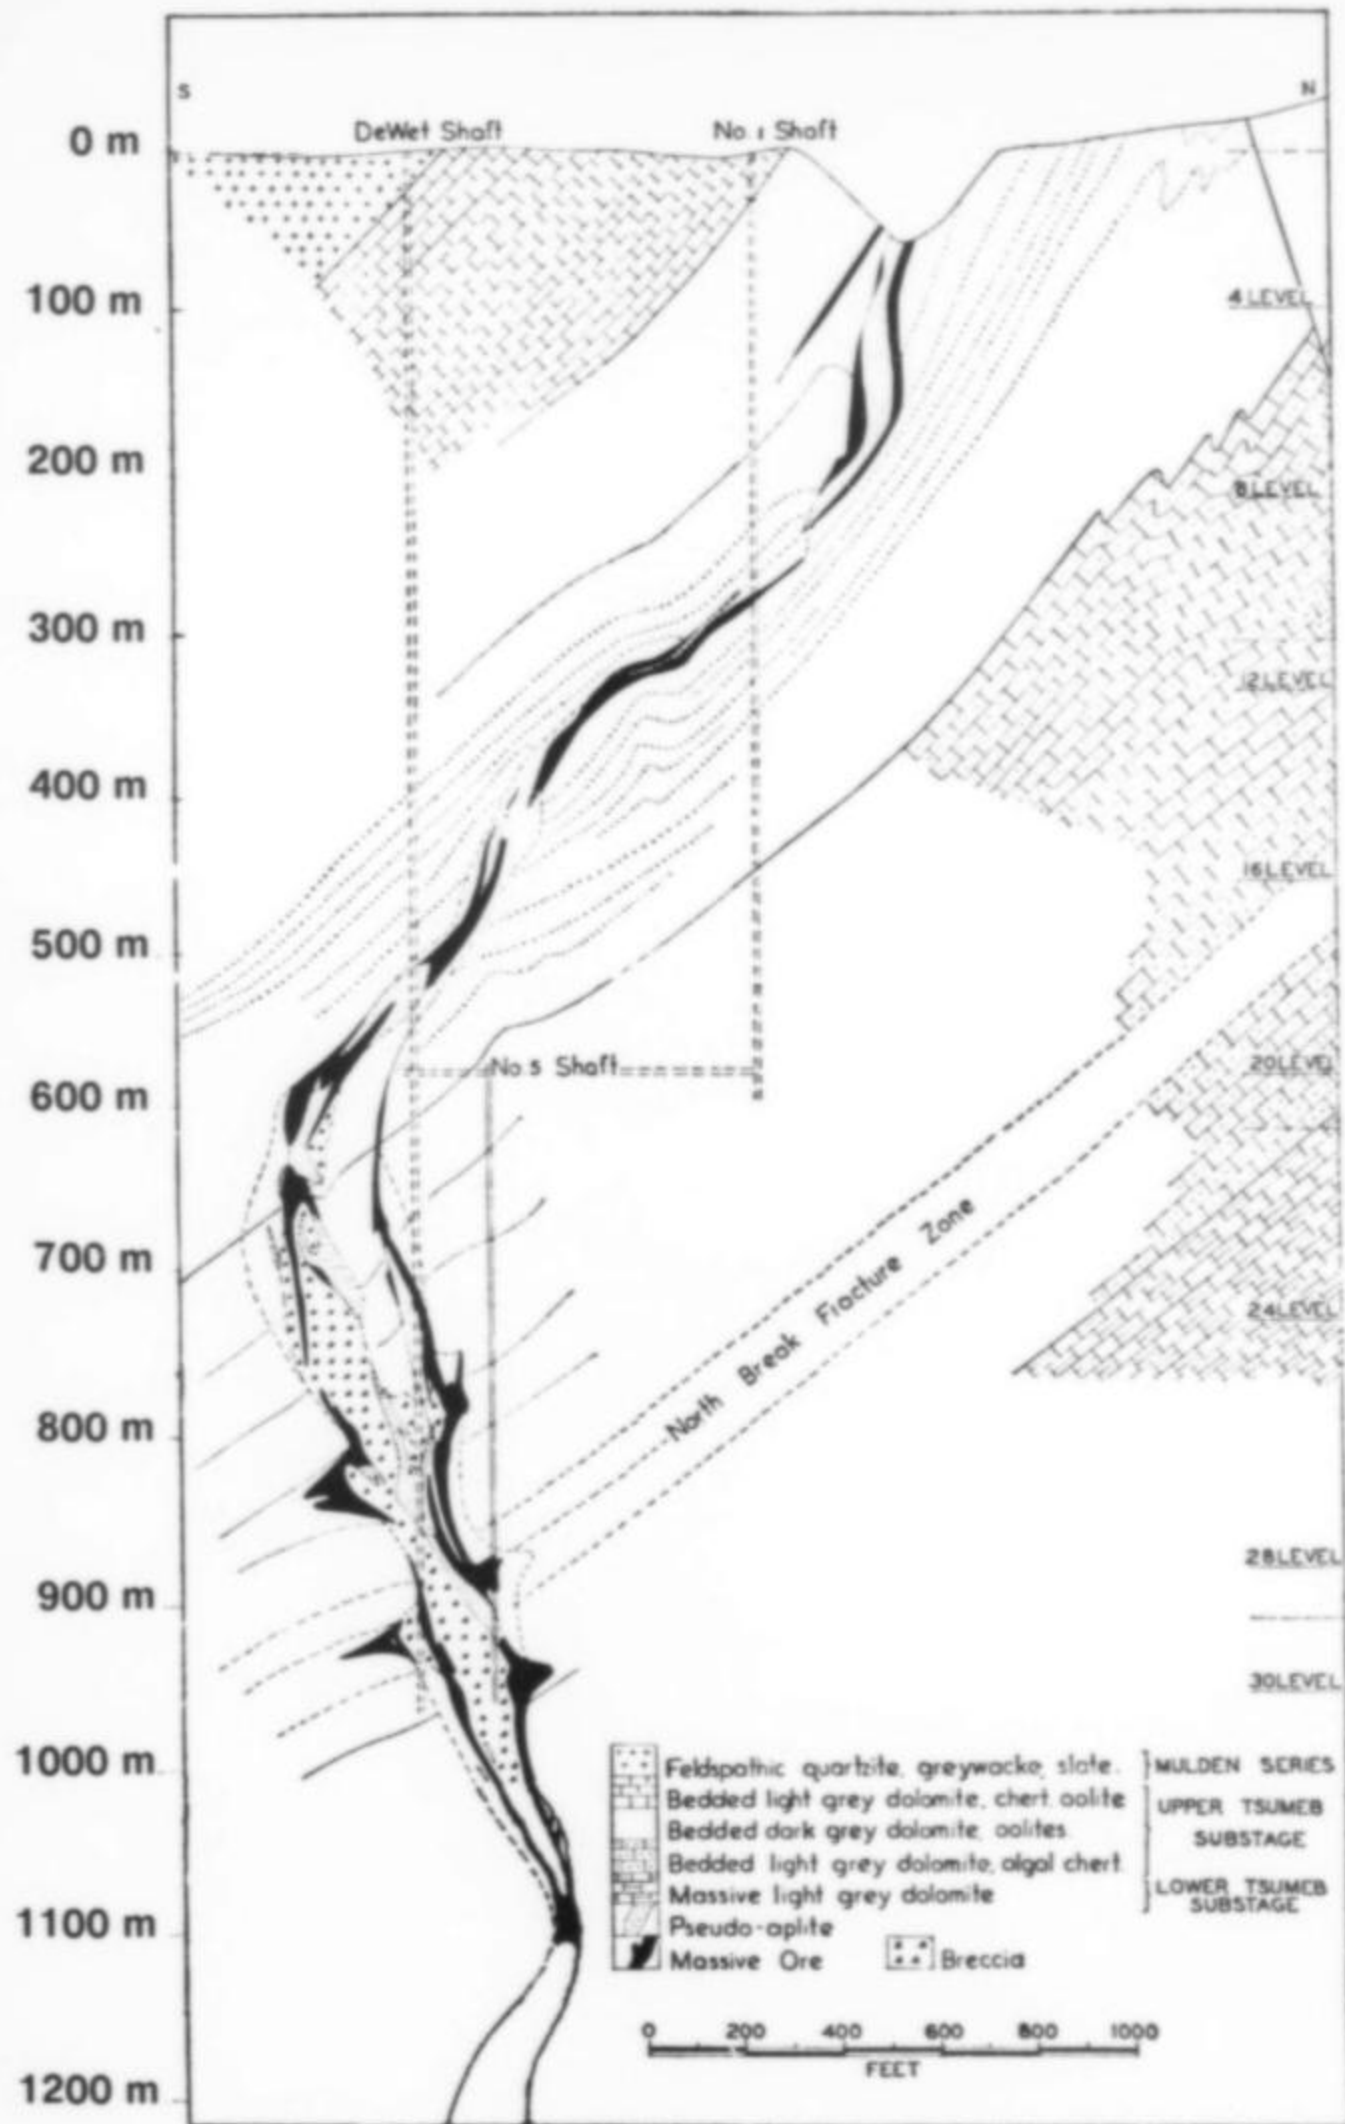 S
N
DeWet Shaft
No. 1 Shaft
0 m
100 m
4 LEVEL
200 m
8 LEVEL
300 m
12 LEVEL
400 m
16 LEVEL
500 m
No 5 Shaft
20 LEVEL
600 m
North Break Fracture Zone
700 m
24 LEVEL
800 m
28 LEVEL
900 m
30 LEVEL
1000 m
Feldspathic quartzite, greywacke, slate.
MULDEN SERIES
Bedded light grey dolomite, chert. oolite
Bedded dark grey dolomite, oolites.
UPPER TSUMEB
SUBSTAGE
Bedded light grey dolomite, algal chert.
Massive light grey dolomite
LOWER TSUMEB
SUBSTAGE
Pseudo-aplite
Massive Ore
Breccia
1100 m
0 200 400 600 800 1000
FEET
1200 m